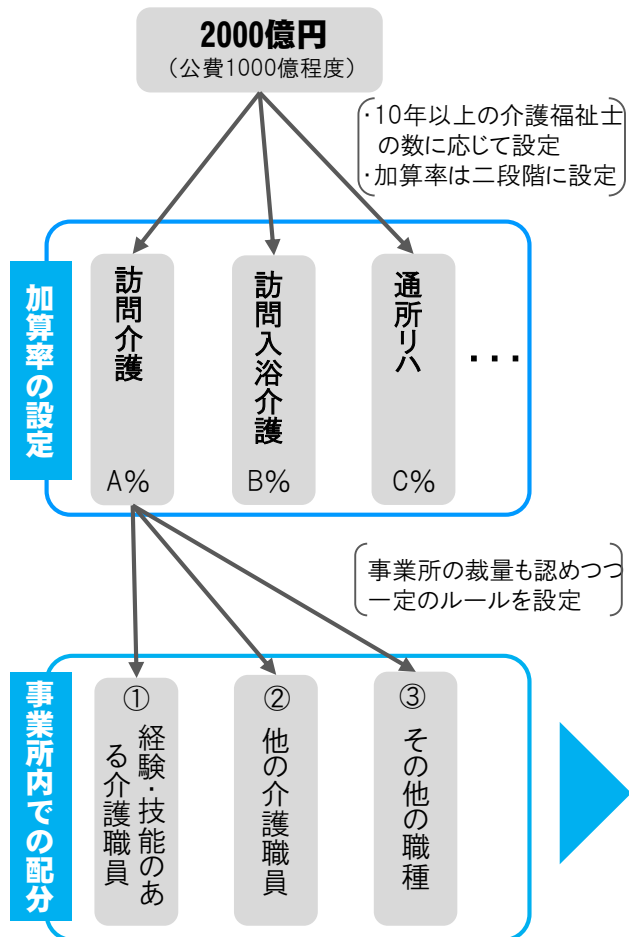 2000億円
（公費1000億程度）
・10年以上の介護福祉士
の数に応じて設定
・加算率は二段階に設定
加算率の設定
訪問介護
A%
訪問入浴介護
B%
通所リハ
C%
・・・
事業所の裁量も認めつつ
一定のルールを設定
事業所内での配分
①
経験・技能のあ
る介護職員
②
他の介護職員
③
その他の職種